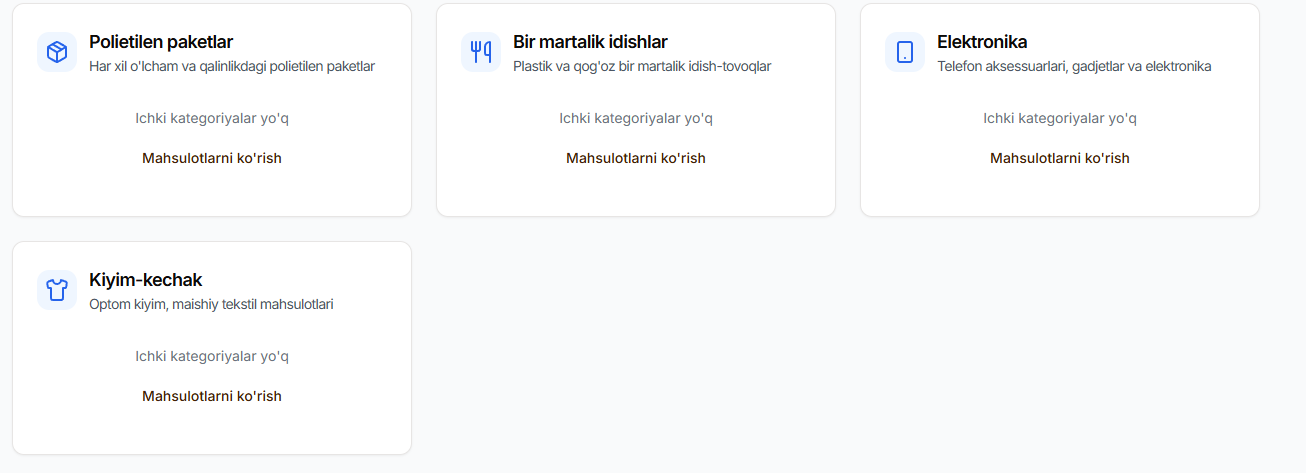 Polietilen paketlar
Har xil o'lcham va qalinlikdagi polietilen paketlar
Ichki kategoriyalar yo'q
Mahsulotlarni ko'rish
Bir martalik idishlar
Plastik va qog'oz bir martalik idish-tovoqlar
Ichki kategoriyalar yo'q
Mahsulotlarni ko'rish
Elektronika
Telefon aksessuarlari, gadjetlar va elektronika
Ichki kategoriyalar yo'q
Mahsulotlarni ko'rish
Kiyim-kechak
Optom kiyim, maishiy tekstil mahsulotlari
Ichki kategoriyalar yo'q
Mahsulotlarni ko'rish